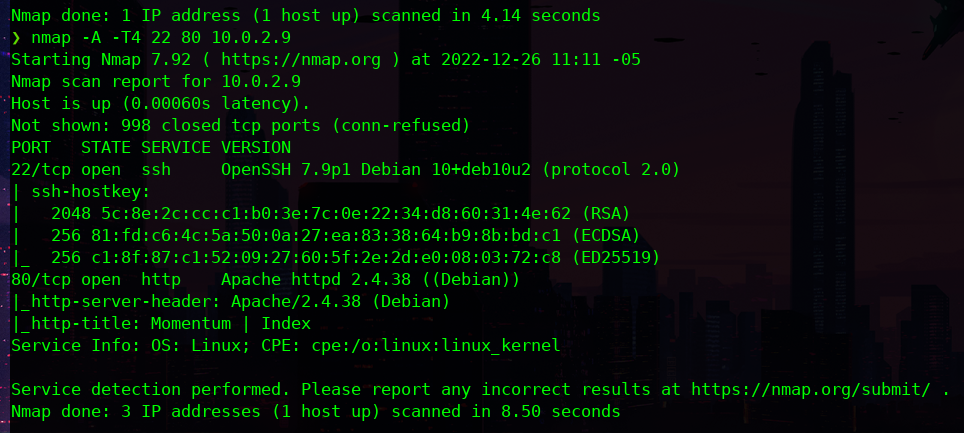 Nmap done: 1 IP address (1 host up) scanned in 4.14 seconds
❯ nmap -A -T4 22 80 10.0.2.9
Starting Nmap 7.92 ( https://nmap.org ) at 2022-12-26 11:11 -05
Nmap scan report for 10.0.2.9
Host is up (0.00060s latency).
Not shown: 998 closed tcp ports (conn-refused)
PORT   STATE SERVICE VERSION
22/tcp open  ssh     OpenSSH 7.9p1 Debian 10+deb10u2 (protocol 2.0)
| ssh-hostkey:
|   2048 5c:8e:2c:cc:c1:b0:3e:7c:0e:22:34:d8:60:31:4e:62 (RSA)
|   256 81:fd:c6:4c:5a:50:0a:27:ea:83:38:64:b9:8b:bd:c1 (ECDSA)
|_  256 c1:8f:87:c1:52:09:27:60:5f:2e:2d:e0:08:03:72:c8 (ED25519)
80/tcp open  http    Apache httpd 2.4.38 ((Debian))
|_http-server-header: Apache/2.4.38 (Debian)
|_http-title: Momentum | Index
Service Info: OS: Linux; CPE: cpe:/o:linux:linux_kernel
Service detection performed. Please report any incorrect results at https://nmap.org/submit/ .
Nmap done: 3 IP addresses (1 host up) scanned in 8.50 seconds